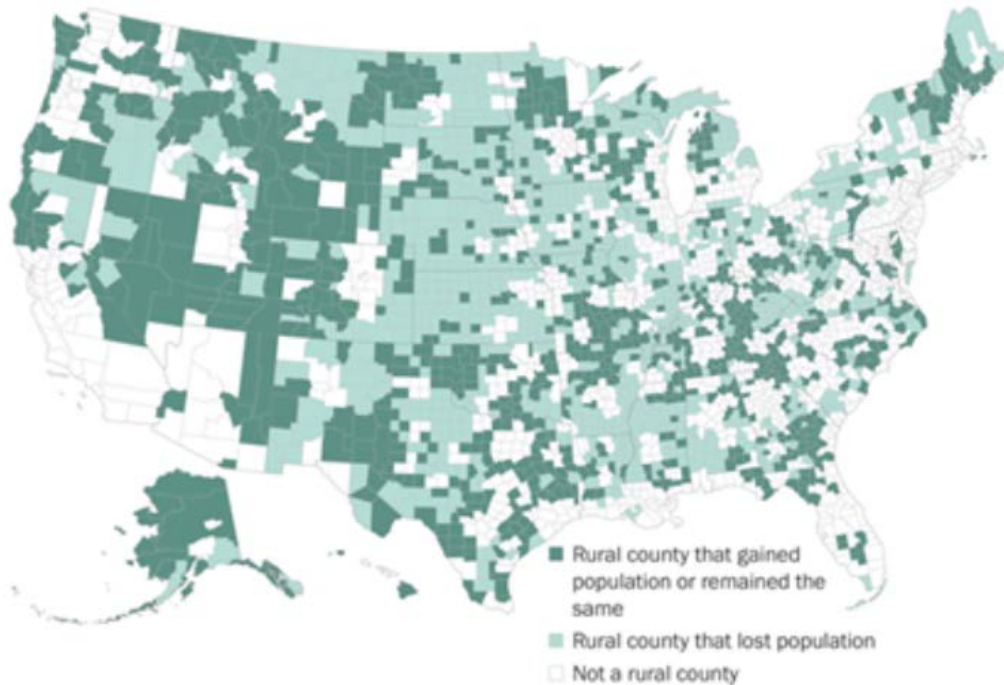 Rural county that gained
population or remained the
same
Rural county that lost population
Not a rural county